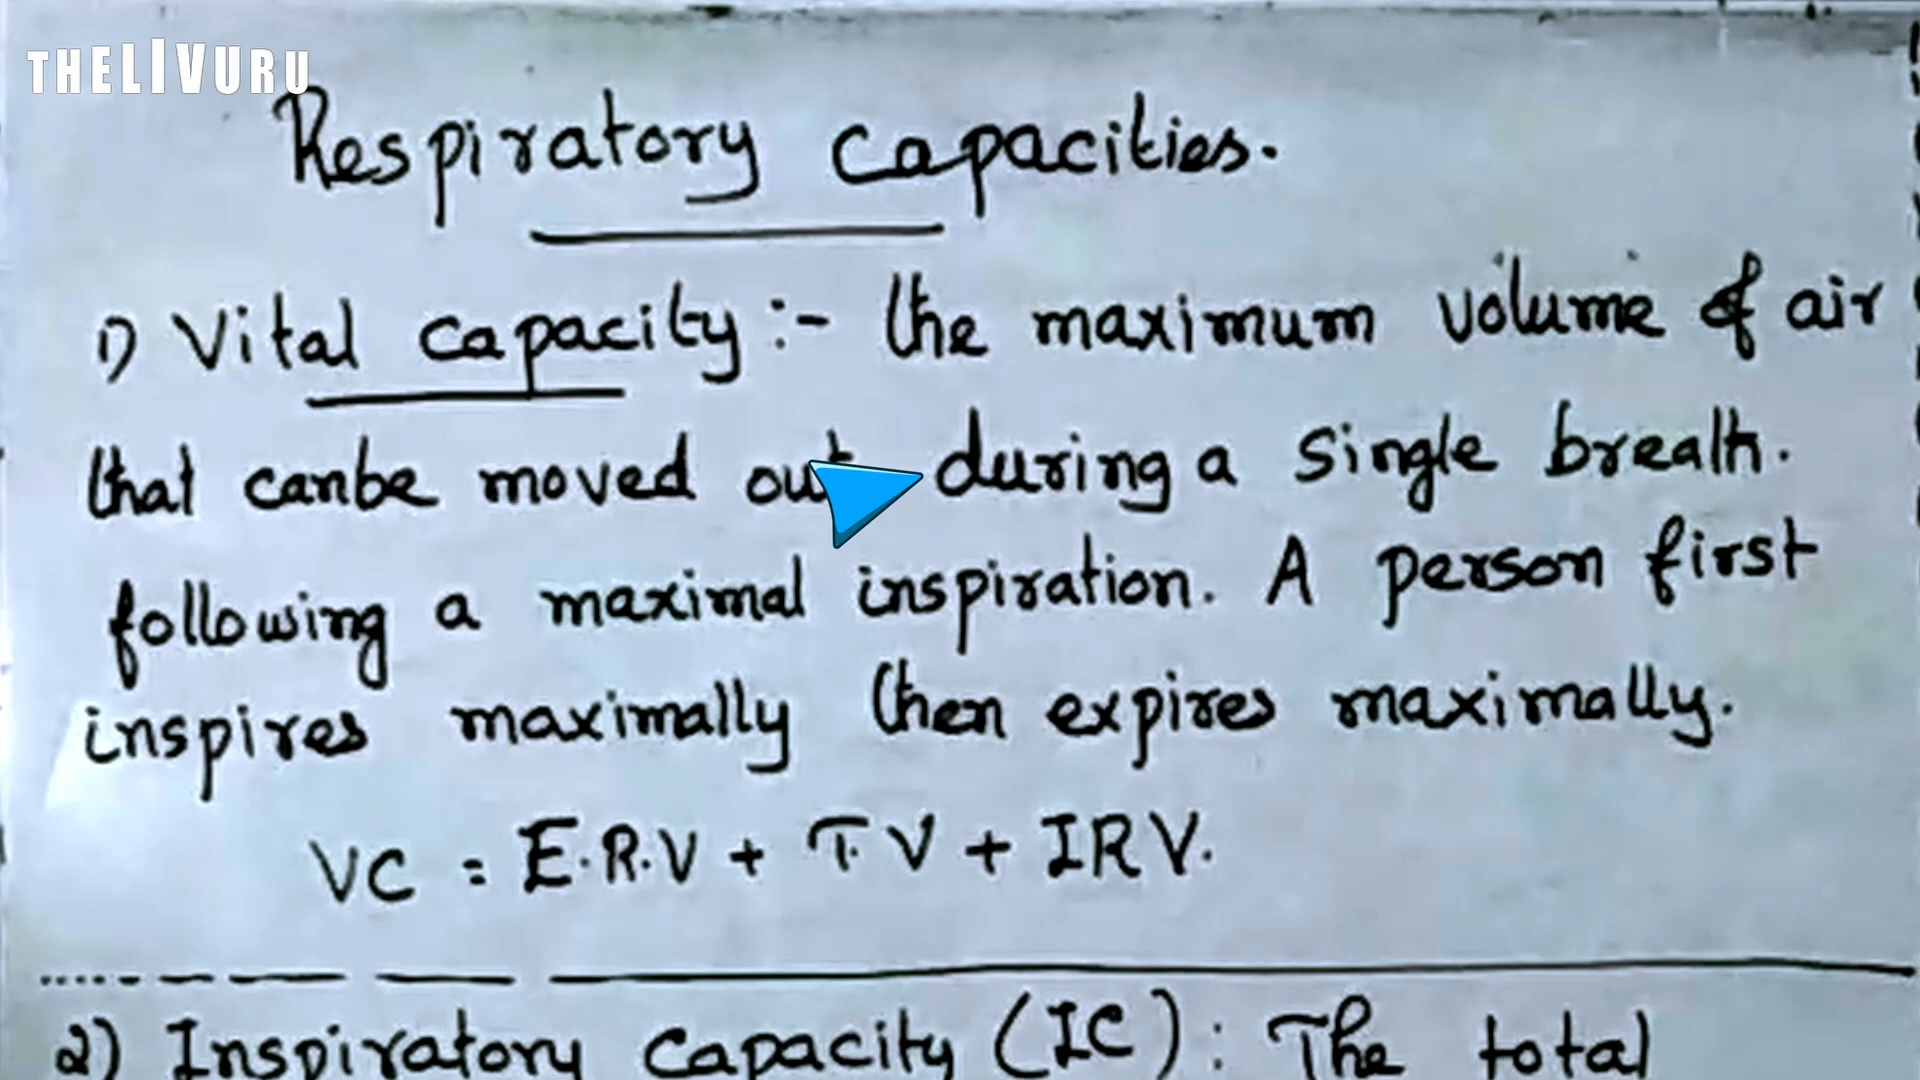 THELIVURU
Respiratory capacities.
1) Vital capacity :- the maximum volume of air
that canbe moved out during a single breath.
following a maximal inspiration. A person first
inspires maximally then expires maximally.
VC = E.R.V + T.V + IRV.
2) Inspiratory capacity (IC) : The total